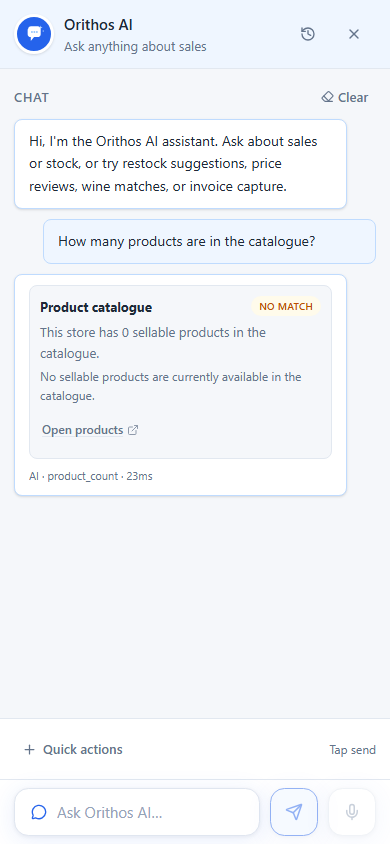 Orithos AI
Ask anything about sales
CHAT
Clear
Hi, I'm the Orithos AI assistant. Ask about sales
or stock, or try restock suggestions, price
reviews, wine matches, or invoice capture.
How many products are in the catalogue?
Product catalogue
NO MATCH
This store has 0 sellable products in the
catalogue.
No sellable products are currently available in the
catalogue.
Open products
AI · product_count · 23ms
Quick actions
Tap send
Ask Orithos AI...